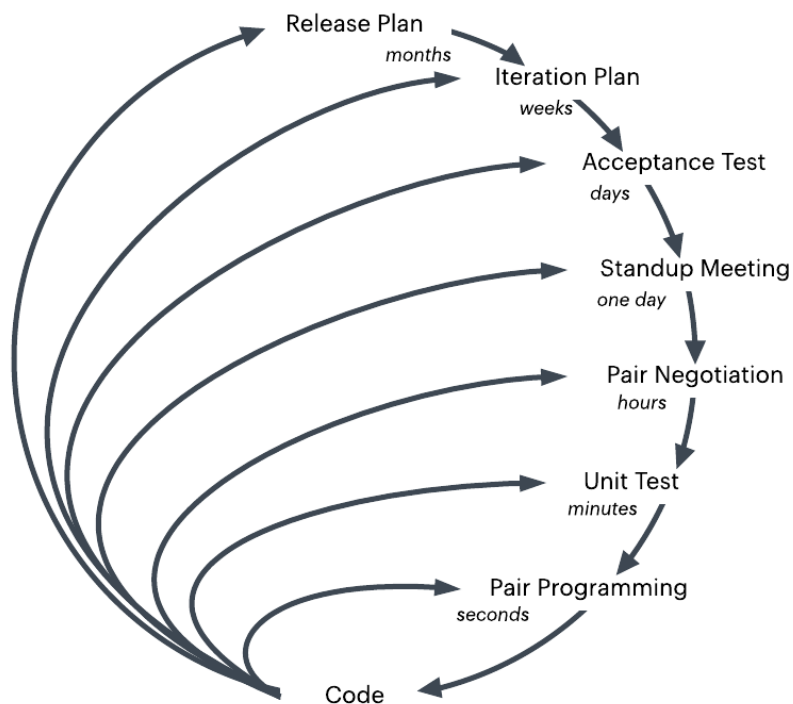 Release Plan
months
Iteration Plan
weeks
Acceptance Test
days
Standup Meeting
one day
Pair Negotiation
hours
Unit Test
minutes
Pair Programming
seconds
Code